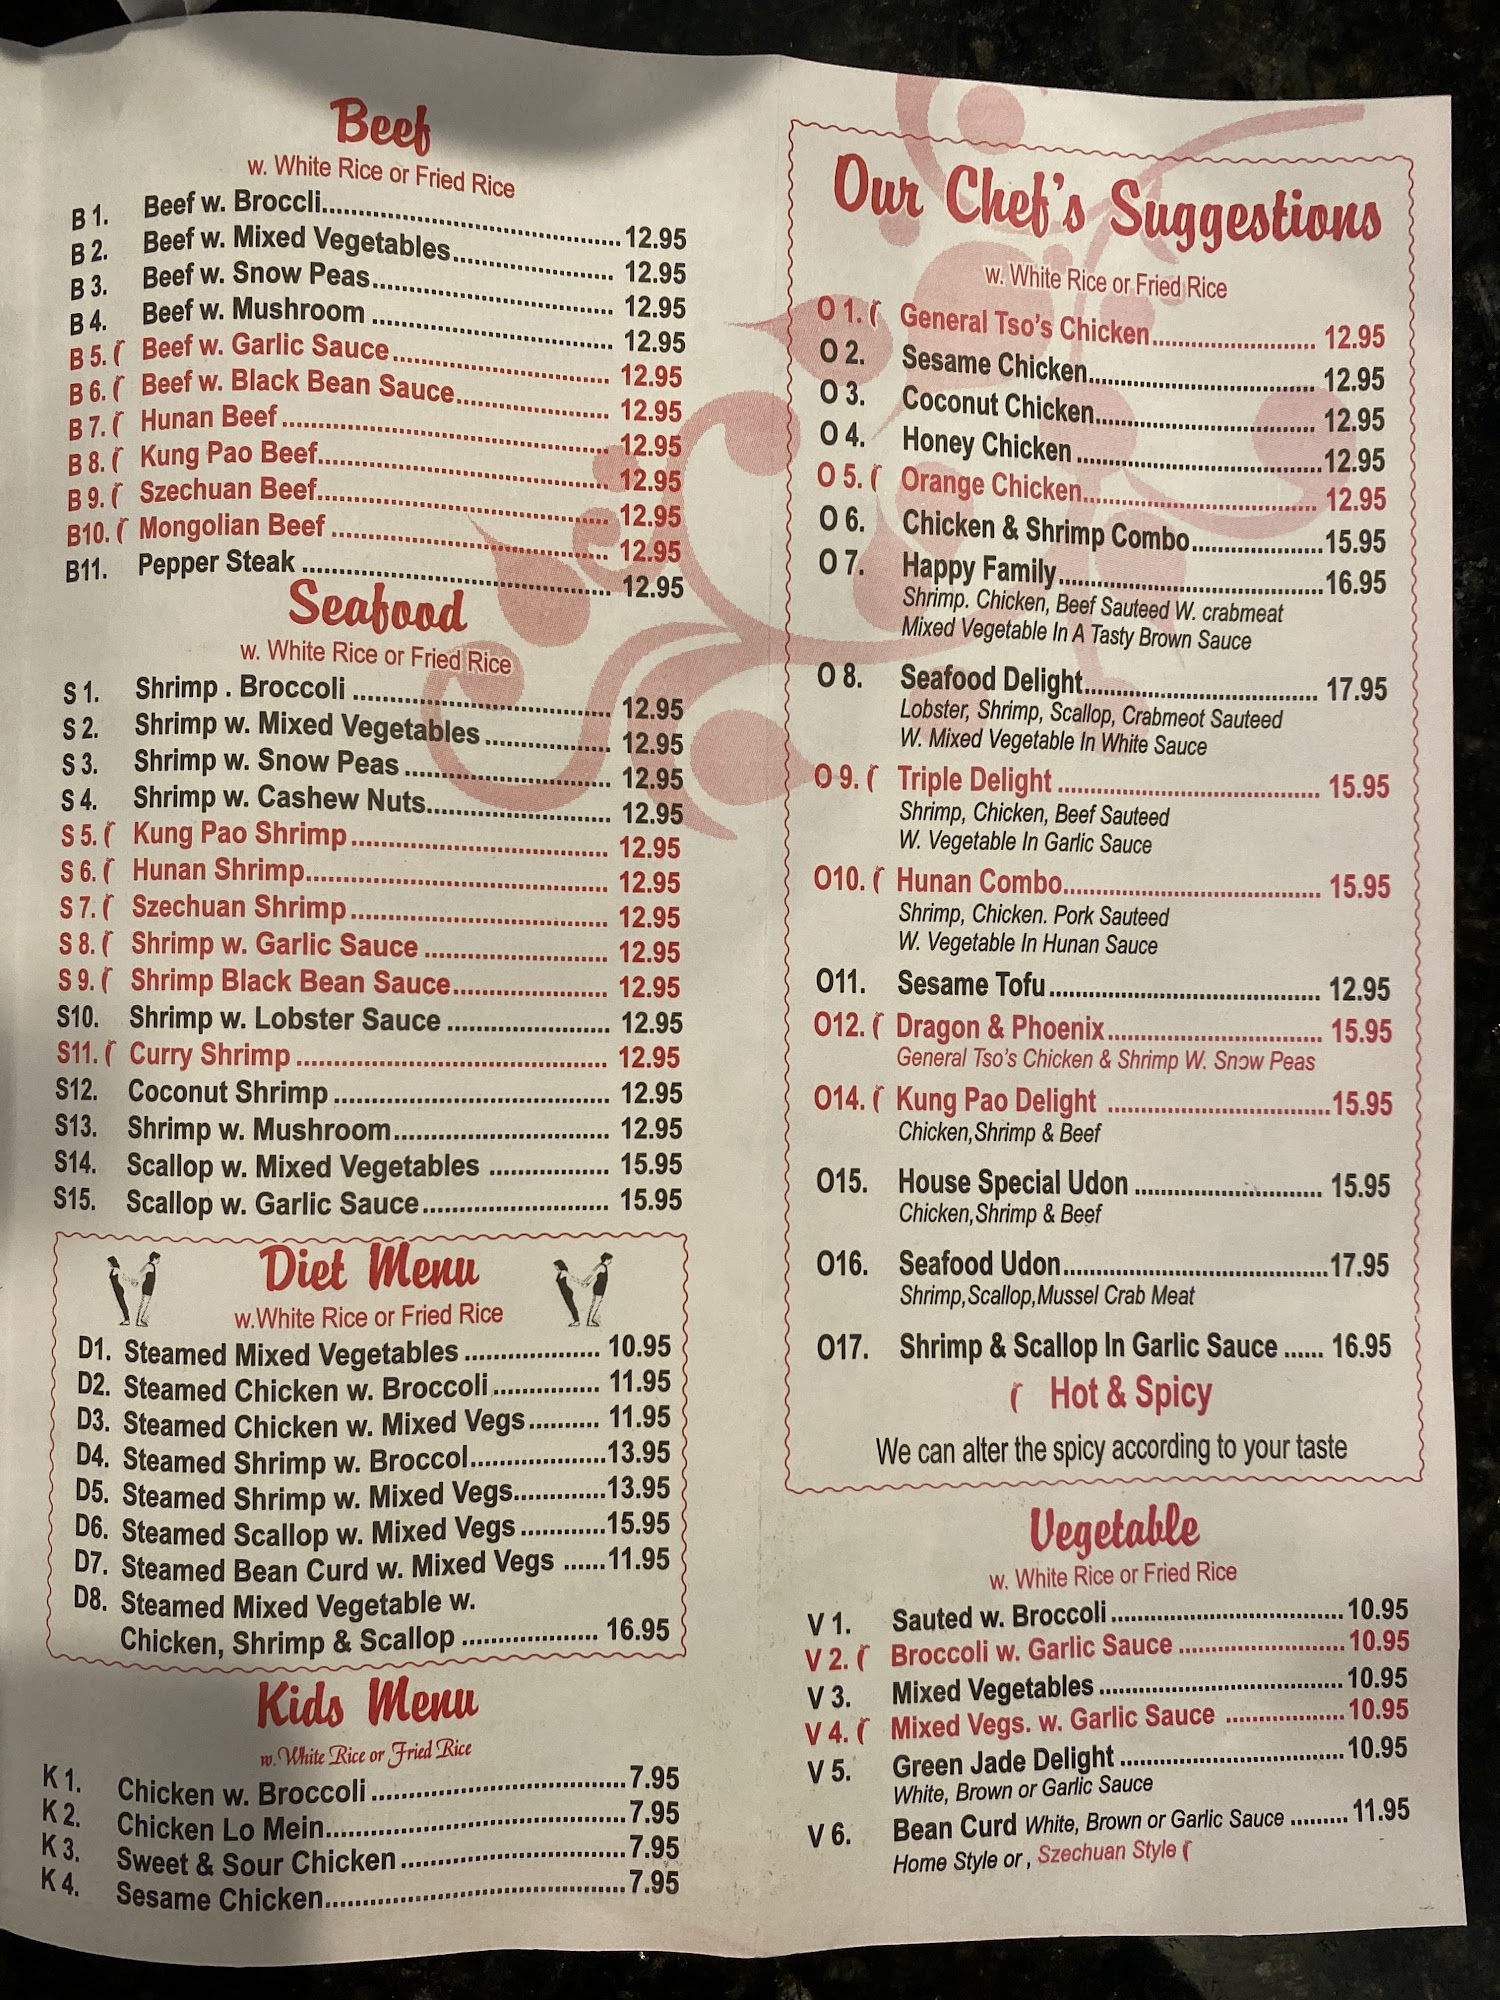 Beef
w. White Rice or Fried Rice
B 1. Beef w. Broccli 12.95
B 2. Beef w. Mixed Vegetables 12.95
B 3. Beef w. Snow Peas 12.95
B 4. Beef w. Mushroom 12.95
B 5. Beef w. Garlic Sauce 12.95
B 6. Beef w. Black Bean Sauce 12.95
B 7. Hunan Beef 12.95
B 8. Kung Pao Beef 12.95
B 9. Szechuan Beef 12.95
B10. Mongolian Beef 12.95
B11. Pepper Steak 12.95
Seafood
w. White Rice or Fried Rice
S 1. Shrimp . Broccoli 12.95
S 2. Shrimp w. Mixed Vegetables 12.95
S 3. Shrimp w. Snow Peas 12.95
S 4. Shrimp w. Cashew Nuts 12.95
S 5. Kung Pao Shrimp 12.95
S 6. Hunan Shrimp 12.95
S 7. Szechuan Shrimp 12.95
S 8. Shrimp w. Garlic Sauce 12.95
S 9. Shrimp Black Bean Sauce 12.95
S10. Shrimp w. Lobster Sauce 12.95
S11. Curry Shrimp 12.95
S12. Coconut Shrimp 12.95
S13. Shrimp w. Mushroom 12.95
S14. Scallop w. Mixed Vegetables 15.95
S15. Scallop w. Garlic Sauce 15.95
Diet Menu
w.White Rice or Fried Rice
D1. Steamed Mixed Vegetables 10.95
D2. Steamed Chicken w. Broccoli 11.95
D3. Steamed Chicken w. Mixed Vegs 11.95
D4. Steamed Shrimp w. Broccol 13.95
D5. Steamed Shrimp w. Mixed Vegs 13.95
D6. Steamed Scallop w. Mixed Vegs 15.95
D7. Steamed Bean Curd w. Mixed Vegs 11.95
D8. Steamed Mixed Vegetable w.
Chicken, Shrimp & Scallop 16.95
Kids Menu
w.White Rice or Fried Rice
K 1. Chicken w. Broccoli 7.95
K 2. Chicken Lo Mein 7.95
K 3. Sweet & Sour Chicken 7.95
K 4. Sesame Chicken 7.95
Our Chef's Suggestions
w. White Rice or Fried Rice
O 1. General Tso's Chicken 12.95
O 2. Sesame Chicken 12.95
O 3. Coconut Chicken 12.95
O 4. Honey Chicken 12.95
O 5. Orange Chicken 12.95
O 6. Chicken & Shrimp Combo 15.95
O 7. Happy Family 16.95
Shrimp. Chicken, Beef Sauteed W. crabmeat
Mixed Vegetable In A Tasty Brown Sauce
O 8. Seafood Delight 17.95
Lobster, Shrimp, Scallop, Crabmeot Sauteed
W. Mixed Vegetable In White Sauce
O 9. Triple Delight 15.95
Shrimp, Chicken, Beef Sauteed
W. Vegetable In Garlic Sauce
O10. Hunan Combo 15.95
Shrimp, Chicken. Pork Sauteed
W. Vegetable In Hunan Sauce
O11. Sesame Tofu 12.95
O12. Dragon & Phoenix 15.95
General Tso's Chicken & Shrimp W. Snow Peas
O14. Kung Pao Delight 15.95
Chicken,Shrimp & Beef
O15. House Special Udon 15.95
Chicken,Shrimp & Beef
O16. Seafood Udon 17.95
Shrimp,Scallop,Mussel Crab Meat
O17. Shrimp & Scallop In Garlic Sauce 16.95
Hot & Spicy
We can alter the spicy according to your taste
Vegetable
w. White Rice or Fried Rice
V 1. Sauted w. Broccoli 10.95
V 2. Broccoli w. Garlic Sauce 10.95
V 3. Mixed Vegetables 10.95
V 4. Mixed Vegs. w. Garlic Sauce 10.95
V 5. Green Jade Delight 10.95
White, Brown or Garlic Sauce
V 6. Bean Curd White, Brown or Garlic Sauce 11.95
Home Style or , Szechuan Style